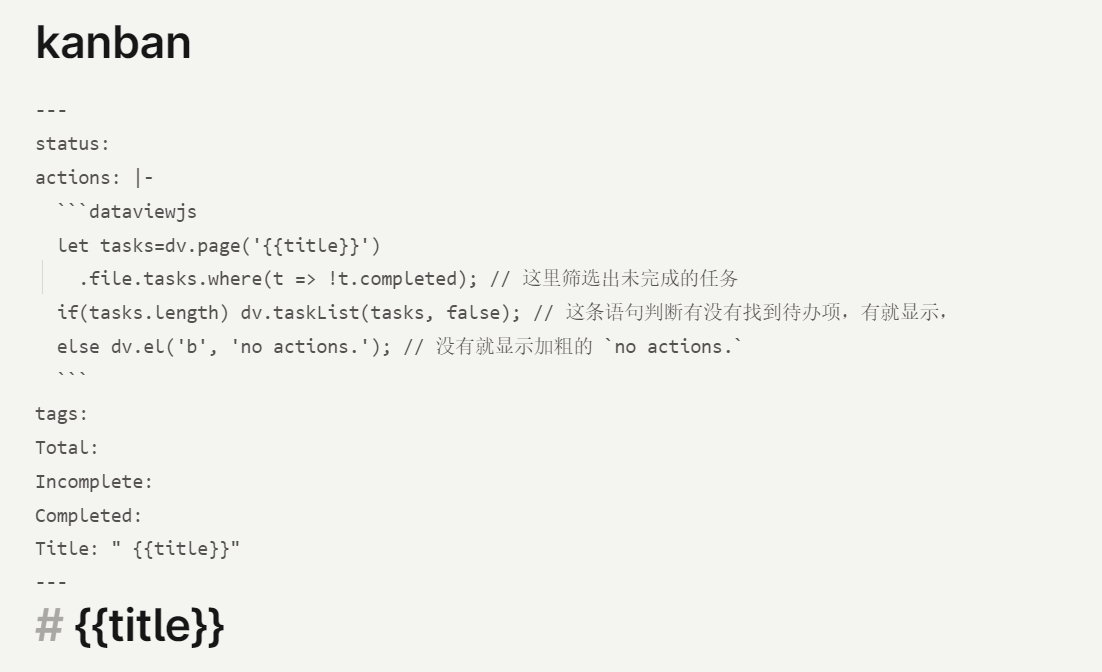 kanban
---
status:
actions: |-
```dataviewjs
let tasks=dv.page('{{title}}')
.file.tasks.where(t => !t.completed); // 这里筛选出未完成的任务
if(tasks.length) dv.taskList(tasks, false); // 这条语句判断有没有找到待办项，有就显示，
else dv.el('b', 'no actions.'); // 没有就显示加粗的 `no actions.`
```
tags:
Total:
Incomplete:
Completed:
Title: " {{title}}"
---
# {{title}}